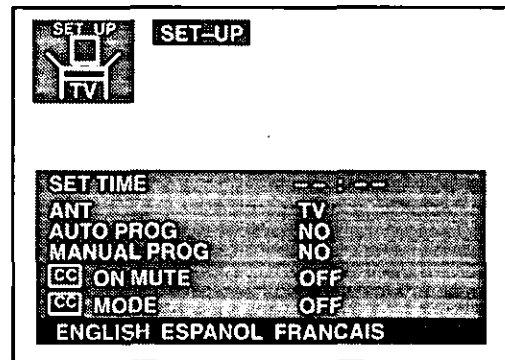 SET UP
TV
SET–UP
SET TIME --:--
ANT TV
AUTO PROG NO
MANUAL PROG NO
CC ON MUTE OFF
CC MODE OFF
ENGLISH ESPANOL FRANCAIS